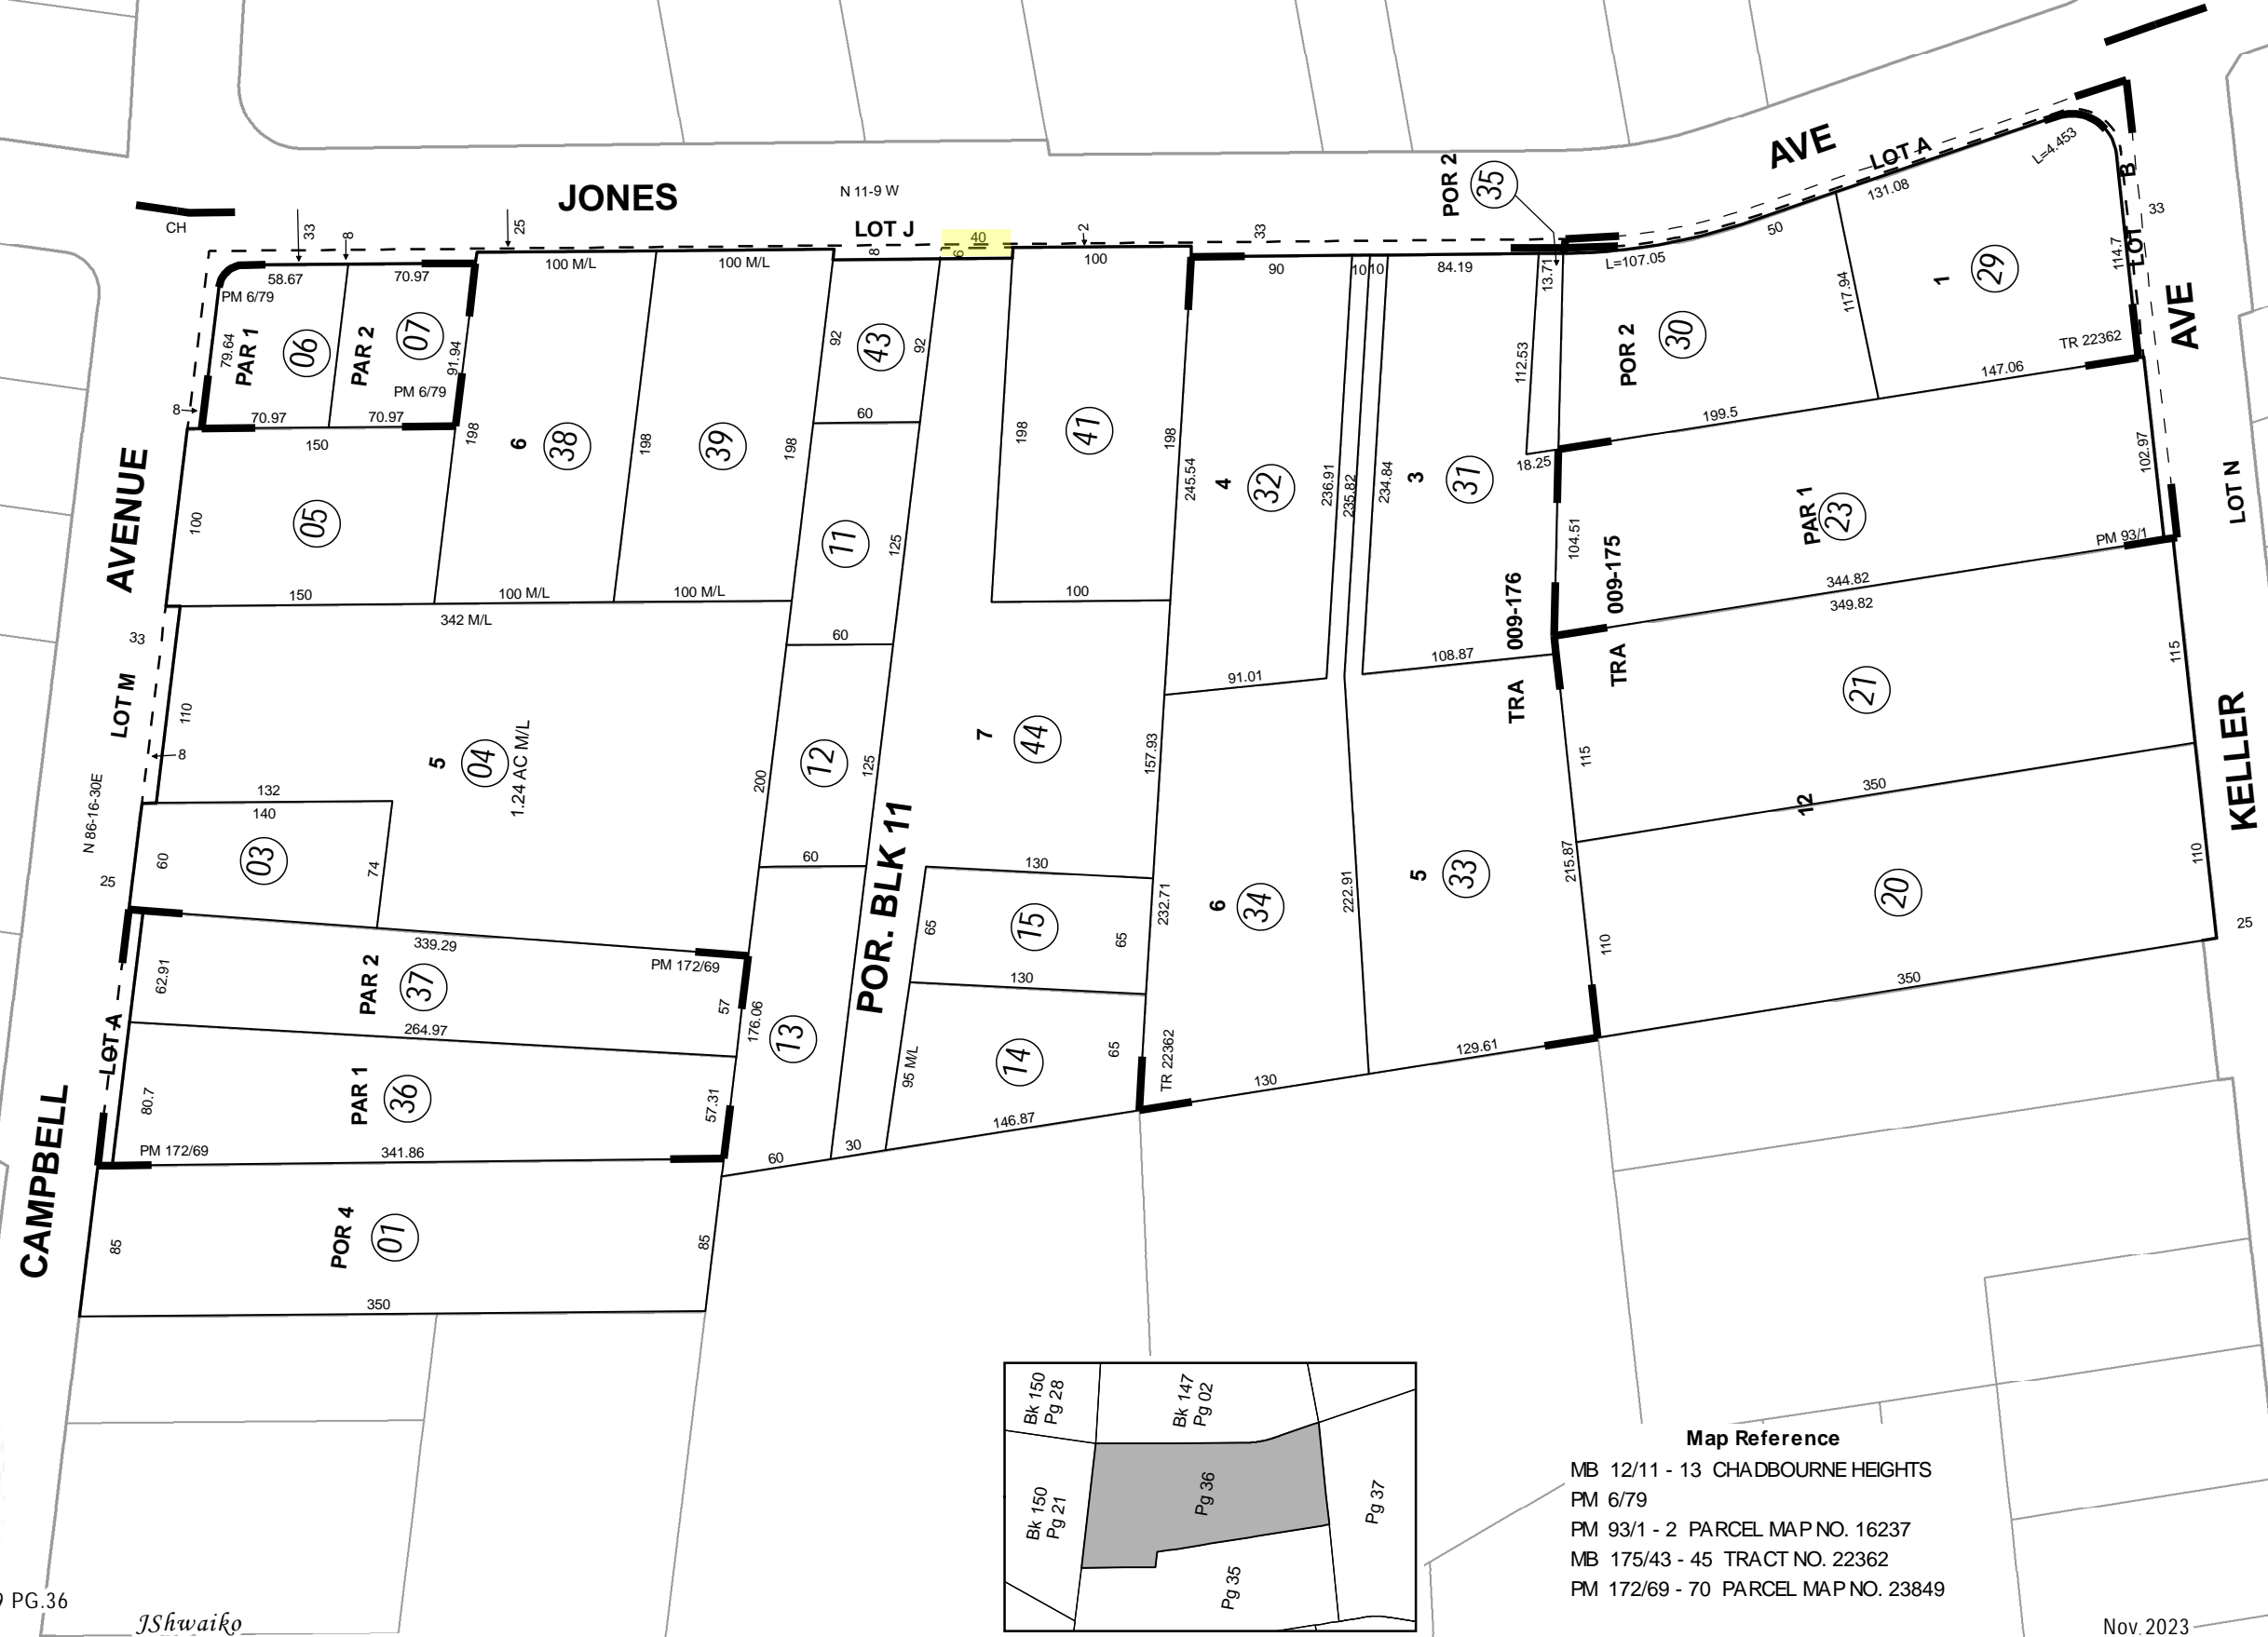 AVE
LOT A
L=4.453
131.08
LOT B
33
POR 2
35
JONES
N 11-9 W
LOT J
40
6
8
2
33
50
114.7
CH
33
8
25
100 M/L
100 M/L
100
90
10
10
84.19
13.71
L=107.05
117.94
1
29
TR 22362
AVE
58.67
70.97
PM 6/79
79.64
PAR 1
06
PAR 2
07
91.94
PM 6/79
92
43
92
112.53
POR 2
30
147.06
8
70.97
70.97
60
199.5
150
198
6
38
198
39
198
198
41
198
245.54
4
32
236.91
235.82
234.84
3
31
18.25
102.97
AVENUE
100
05
11
125
104.51
PAR 1
23
PM 93/1
LOT N
150
100 M/L
100 M/L
100
TRA 009-176
TRA 009-175
344.82
349.82
342 M/L
33
60
108.87
91.01
115
LOT M
110
8
5
04
1.24 AC M/L
200
12
125
7
44
157.93
115
21
KELLER
N 86-16-30E
132
140
350
12
60
03
74
60
130
215.87
110
25
POR. BLK 11
65
15
65
232.71
6
34
222.91
5
33
20
25
339.29
PM 172/69
62.91
PAR 2
37
57
176.06
13
130
110
350
LOT A
264.97
95 M/L
14
65
TR 22362
129.61
130
80.7
PAR 1
36
57.31
146.87
CAMPBELL
PM 172/69
341.86
60
30
85
POR 4
01
85
350
Bk 150
Pg 28
Bk 147
Pg 02
Bk 150
Pg 21
Pg 36
Pg 37
Pg 35
Map Reference
MB 12/11 - 13 CHADBOURNE HEIGHTS
PM 6/79
PM 93/1 - 2 PARCEL MAP NO. 16237
MB 175/43 - 45 TRACT NO. 22362
PM 172/69 - 70 PARCEL MAP NO. 23849
PG.36
JShwaiko
Nov 2023